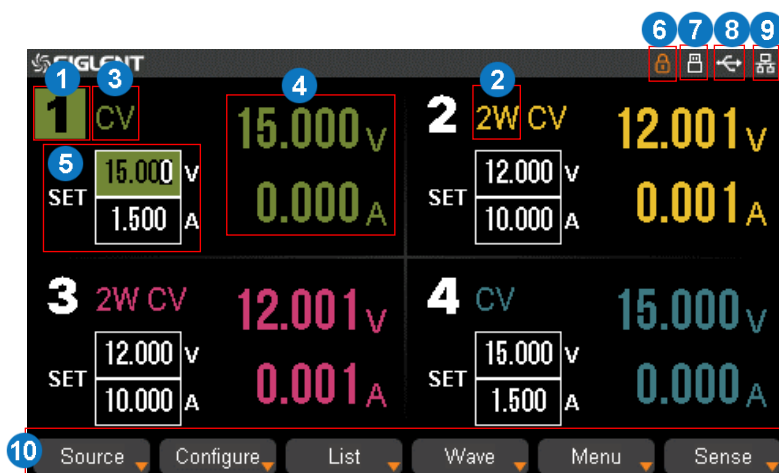 6 7 8 9
SIGLENT
1 3 4 2
1 CV 15.000 V
5 SET 15.000 V
1.500 A
0.000 A
2 2W CV 12.001 V
SET 12.000 V
10.000 A
0.001 A
3 2W CV 12.001 V
SET 12.000 V
10.000 A
0.001 A
4 CV 15.000 V
SET 15.000 V
1.500 A
0.000 A
10 Source Configure List Wave Menu Sense